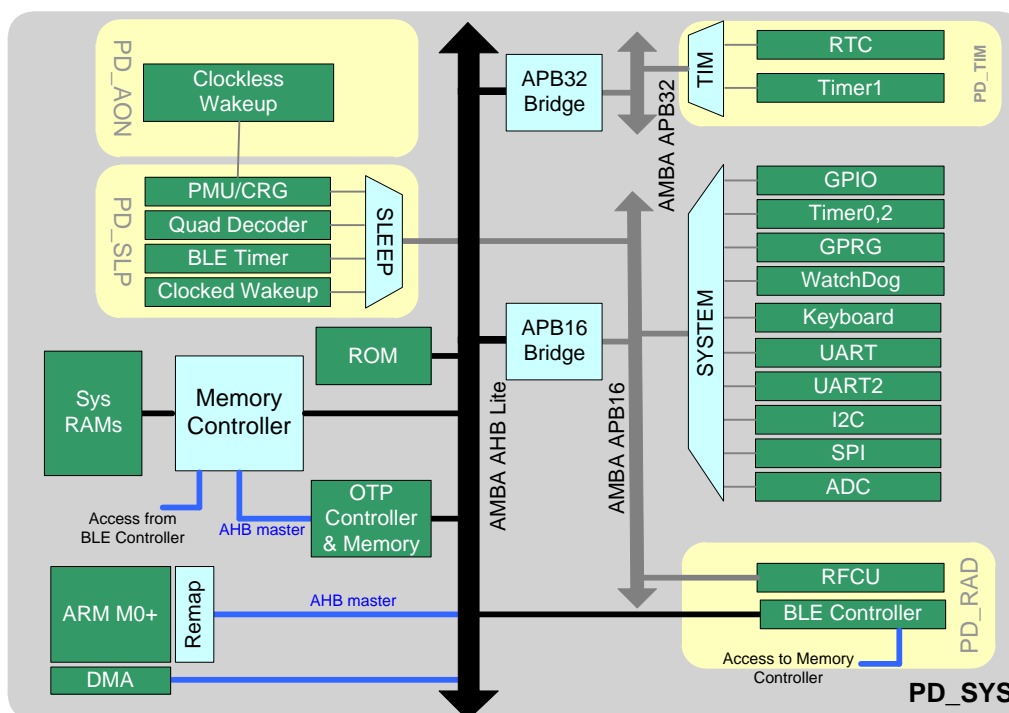 PD_AON
Clockless
Wakeup
PD_SLP
PMU/CRG
Quad Decoder
BLE Timer
Clocked Wakeup
SLEEP
APB32
Bridge
AMBA APB32
TIM
RTC
Timer1
PD_TIM
GPIO
Timer0,2
GPRG
WatchDog
Keyboard
UART
UART2
I2C
SPI
ADC
SYSTEM
APB16
Bridge
AMBA APB16
AMBA AHB Lite
ROM
Sys
RAMs
Memory
Controller
OTP
Controller
& Memory
Access from
BLE Controller
AHB master
ARM M0+
Remap
AHB master
DMA
RFCU
BLE Controller
PD_RAD
Access to Memory
Controller
PD_SYS